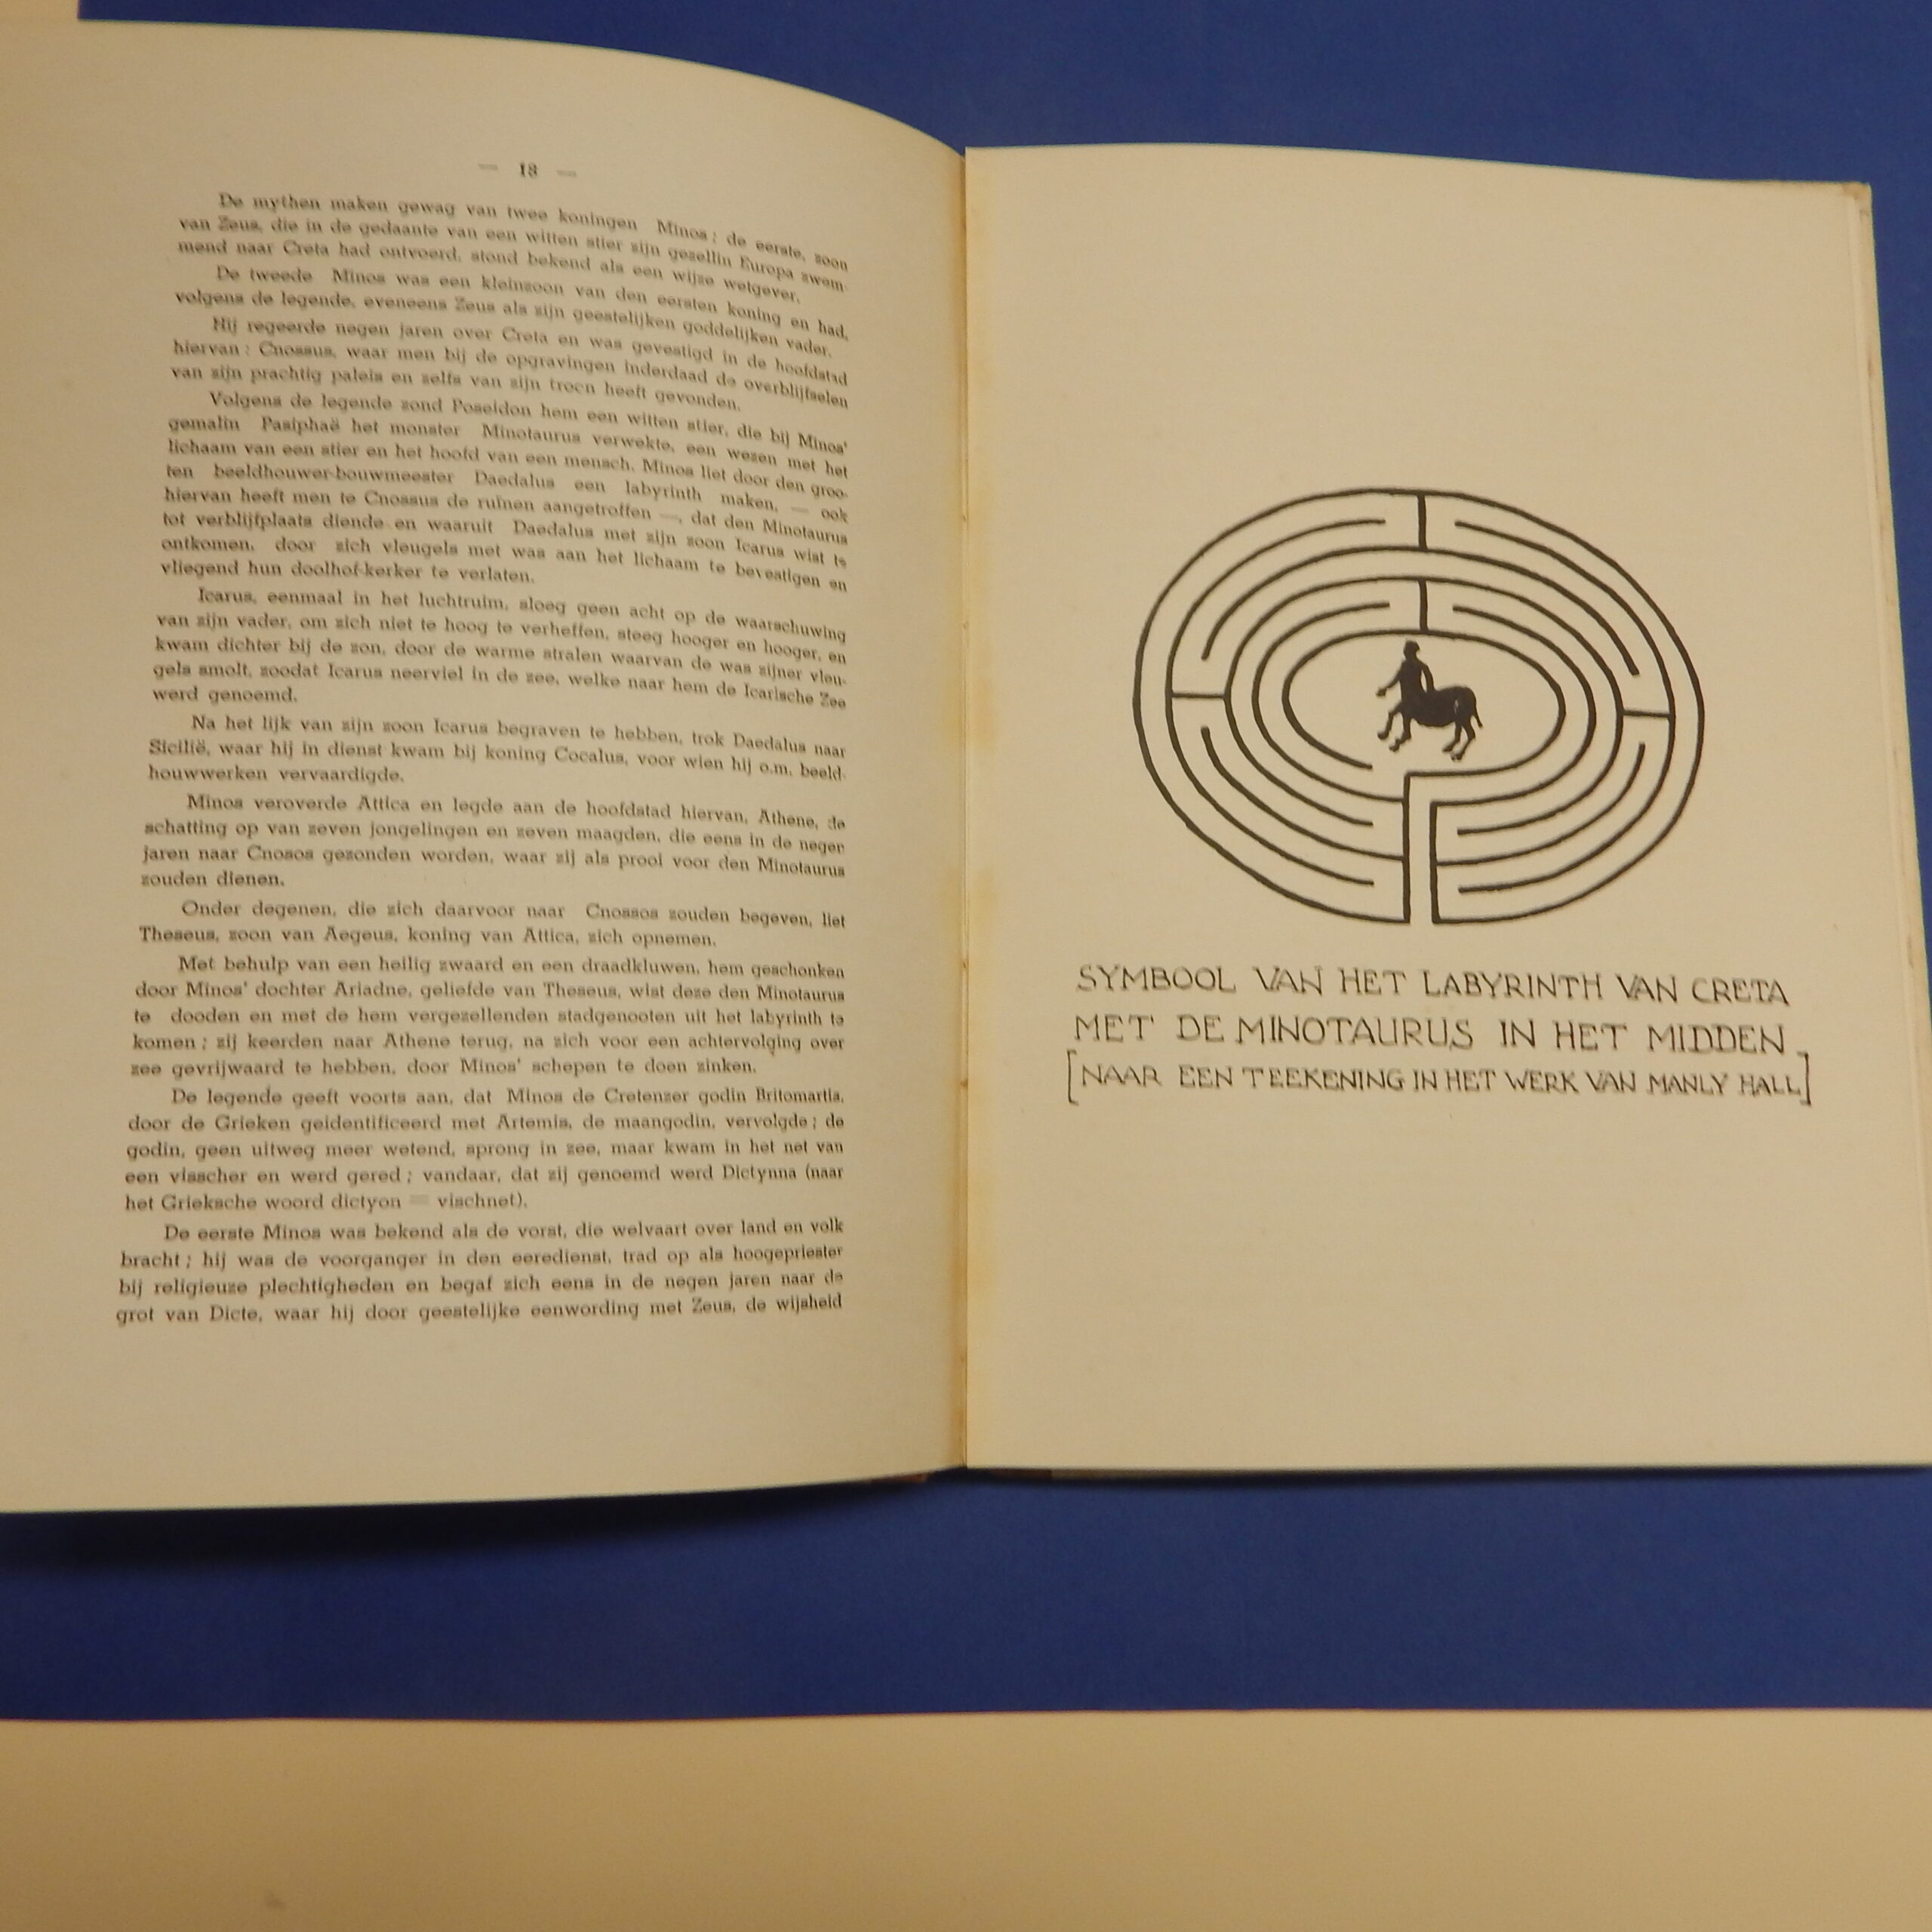 — 18 —
De mythen maken gewag van twee koningen Minos; de eerste, zoon
van Zeus, die in de gedaante van een witten stier zijn gezellin Europa zwem-
mend naar Creta had ontvoerd, stond bekend als een wijze wetgever.
De tweede Minos was een kleinzoon van den eersten koning en had,
volgens de legende, eveneens Zeus als zijn geestelijken goddelijken vader.
Hij regeerde negen jaren over Creta en was gevestigd in de hoofdstad
hiervan: Cnossus, waar men bij de opgravingen inderdaad de overblijfselen
van zijn prachtig paleis en zelfs van zijn troon heeft gevonden.
Volgens de legende zond Poseidon hem een witten stier, die bij Minos'
gemalin Pasiphaë het monster Minotaurus verwekte, een wezen met het
lichaam van een stier en het hoofd van een mensch. Minos liet door den groo-
ten beeldhouwer-bouwmeester Daedalus een labyrinth maken, — ook
hiervan heeft men te Cnossus de ruïnen aangetroffen —, dat den Minotaurus
tot verblijfplaats diende en waaruit Daedalus met zijn zoon Icarus wist te
ontkomen, door zich vleugels met was aan het lichaam te bevestigen en
vliegend hun doolhof-kerker te verlaten.
Icarus, eenmaal in het luchtruim, sloeg geen acht op de waarschuwing
van zijn vader, om zich niet te hoog te verheffen, steeg hooger en hooger, en
kwam dichter bij de zon, door de warme stralen waarvan de was zijner vleu-
gels smolt, zoodat Icarus neerviel in de zee, welke naar hem de Icarische Zee
werd genoemd.
Na het lijk van zijn zoon Icarus begraven te hebben, trok Daedalus naar
Sicilië, waar hij in dienst kwam bij koning Cocalus, voor wien hij o.m. beeld-
houwwerken vervaardigde.
Minos veroverde Attica en legde aan de hoofdstad hiervan, Athene, de
schatting op van zeven jongelingen en zeven maagden, die eens in de negen
jaren naar Cnosos gezonden worden, waar zij als prooi voor den Minotaurus
zouden dienen.
Onder degenen, die zich daarvoor naar Cnossos zouden begeven, liet
Theseus, zoon van Aegeus, koning van Attica, zich opnemen.
Met behulp van een heilig zwaard en een draadkluwen, hem geschonken
door Minos' dochter Ariadne, geliefde van Theseus, wist deze den Minotaurus
te dooden en met de hem vergezellenden stadgenooten uit het labyrinth te
komen; zij keerden naar Athene terug, na zich voor een achtervolging over
zee gevrijwaard te hebben, door Minos' schepen te doen zinken.
De legende geeft voorts aan, dat Minos de Cretenzer godin Britomartis,
door de Grieken geidentificeerd met Artemis, de maangodin, vervolgde; de
godin, geen uitweg meer wetend, sprong in zee, maar kwam in het net van
een visscher en werd gered; vandaar, dat zij genoemd werd Dictynna (naar
het Grieksche woord dictyon = vischnet).
De eerste Minos was bekend als de vorst, die welvaart over land en volk
bracht; hij was de voorganger in den eeredienst, trad op als hoogepriester
bij religieuze plechtigheden en begaf zich eens in de negen jaren naar de
grot van Dicte, waar hij door geestelijke eenwording met Zeus, de wijsheid
SYMBOOL VAN HET LABYRINTH VAN CRETA
MET DE MINOTAURUS IN HET MIDDEN
[NAAR EEN TEEKENING IN HET WERK VAN MANLY HALL]